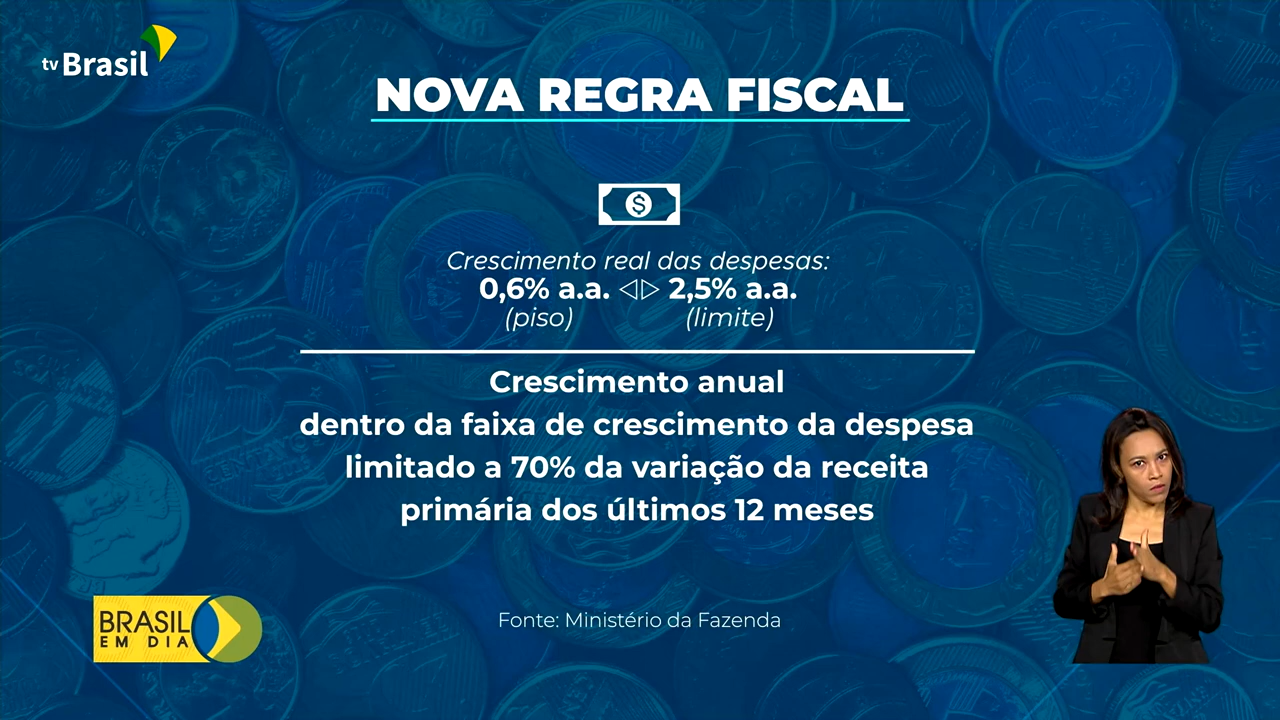 tv Brasil
NOVA REGRA FISCAL
$
Crescimento real das despesas:
0,6% a.a. ◁▷ 2,5% a.a.
(piso) (limite)
Crescimento anual
dentro da faixa de crescimento da despesa
limitado a 70% da variação da receita
primária dos últimos 12 meses
BRASIL
EM DIA
Fonte: Ministério da Fazenda